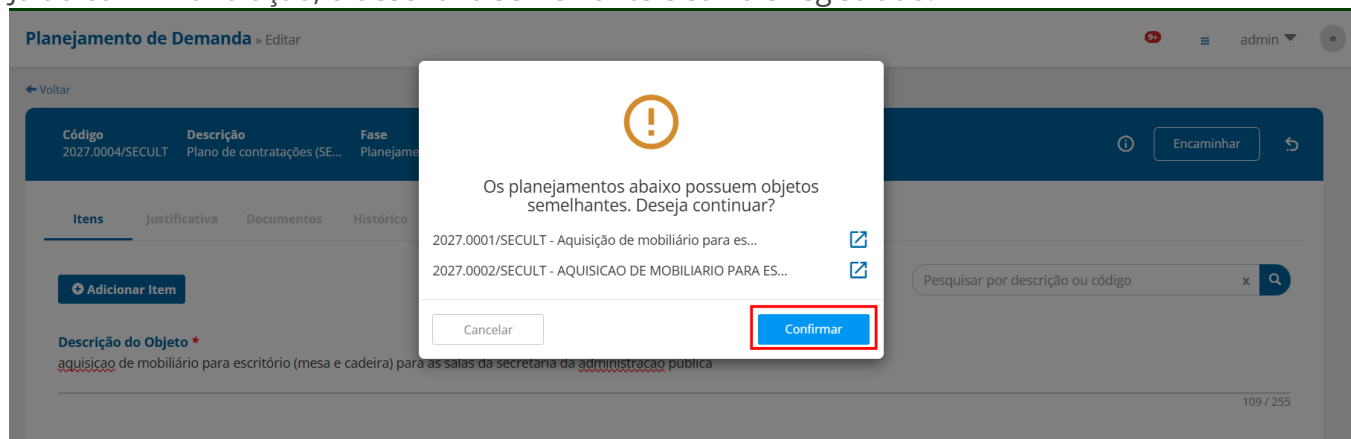 Planejamento de Demanda » Editar
9+
admin
Voltar
Código Descrição Fase
2027.0004/SECULT Plano de contratações (SE... Planejame
Encaminhar
Os planejamentos abaixo possuem objetos
semelhantes. Deseja continuar?
Itens Justificativa Documentos Histórico
2027.0001/SECULT - Aquisição de mobiliário para es...
2027.0002/SECULT - AQUISICAO DE MOBILIARIO PARA ES...
Adicionar Item
Pesquisar por descrição ou código x
Cancelar Confirmar
Descrição do Objeto *
aquisicao de mobiliário para escritório (mesa e cadeira) para as salas da secretaria da administracao publica
109 / 255